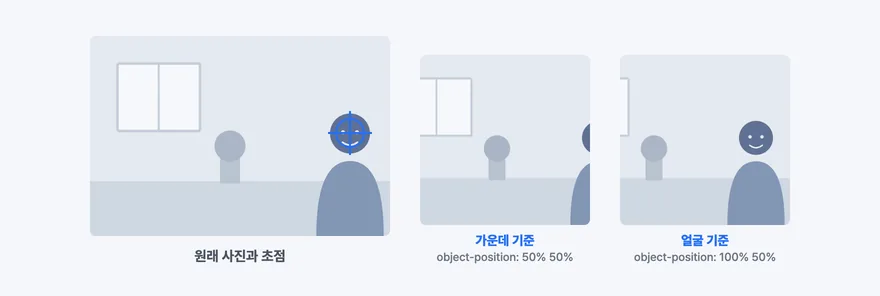 원래 사진과 초점
가운데 기준
object-position: 50% 50%
얼굴 기준
object-position: 100% 50%